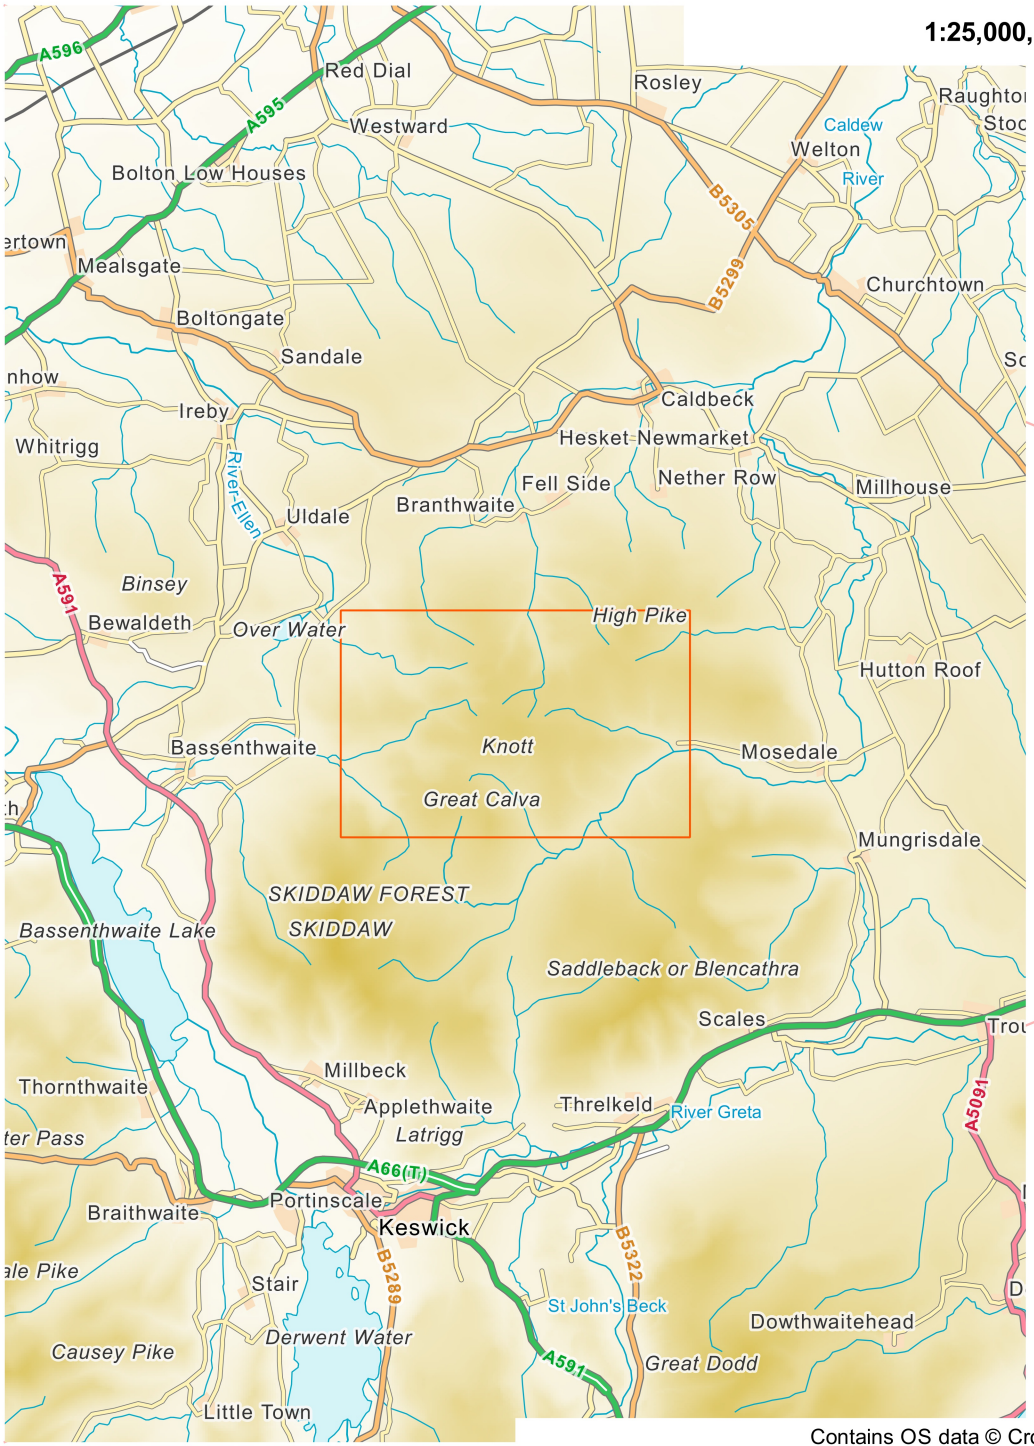 1:25,000,
A596
Red Dial
Rosley
A595
Westward
Caldew
Welton
Bolton Low Houses
River
B5305
ertown
Mealsgate
B5299
Churchtown
Boltongate
Sandale
nhow
Ireby
Caldbeck
Whitrigg
Hesket Newmarket
River-Ellen
Fell Side
Nether Row
Millhouse
Branthwaite
Uldale
A591
Binsey
Bewaldeth
Over Water
High Pike
Hutton Roof
Bassenthwaite
Knott
Mosedale
Great Calva
Mungrisdale
SKIDDAW FOREST
SKIDDAW
Bassenthwaite Lake
Saddleback or Blencathra
Scales
Millbeck
Thornthwaite
Applethwaite
Threlkeld
River Greta
A5091
Latrigg
ter Pass
A66(T)
Portinscale
Braithwaite
Keswick
B5289
B5322
ale Pike
Stair
St John's Beck
Dowthwaitehead
Derwent Water
Causey Pike
A591
Great Dodd
Little Town
Contains OS data ©